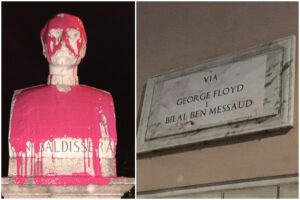 BALDISSERA
VIA
GEORGE FLOYD
E
BILAL BEN MESSAUD